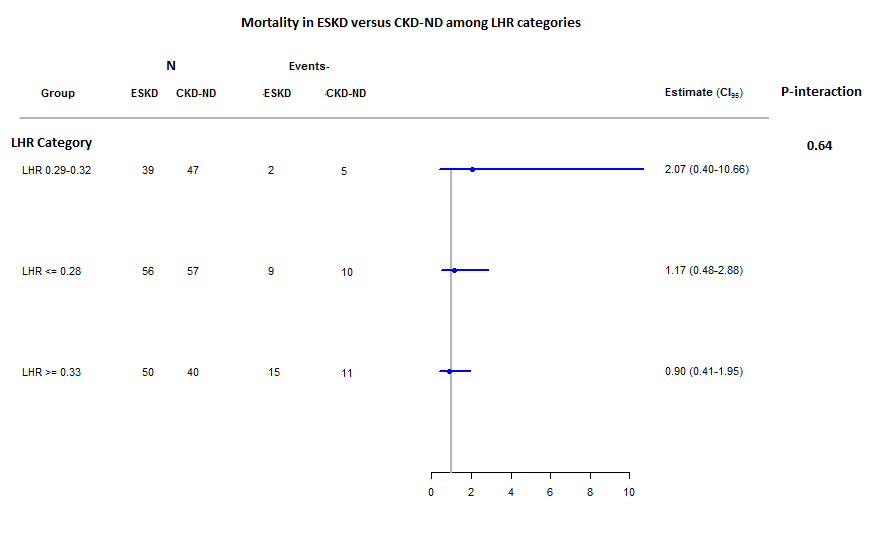 Mortality in ESKD versus CKD-ND among LHR categories
N Events-
Group ESKD CKD-ND ESKD CKD-ND Estimate (CI₉₅) P-interaction
LHR Category 0.64
LHR 0.29-0.32 39 47 2 5 2.07 (0.40-10.66)
LHR <= 0.28 56 57 9 10 1.17 (0.48-2.88)
LHR >= 0.33 50 40 15 11 0.90 (0.41-1.95)
0 2 4 6 8 10